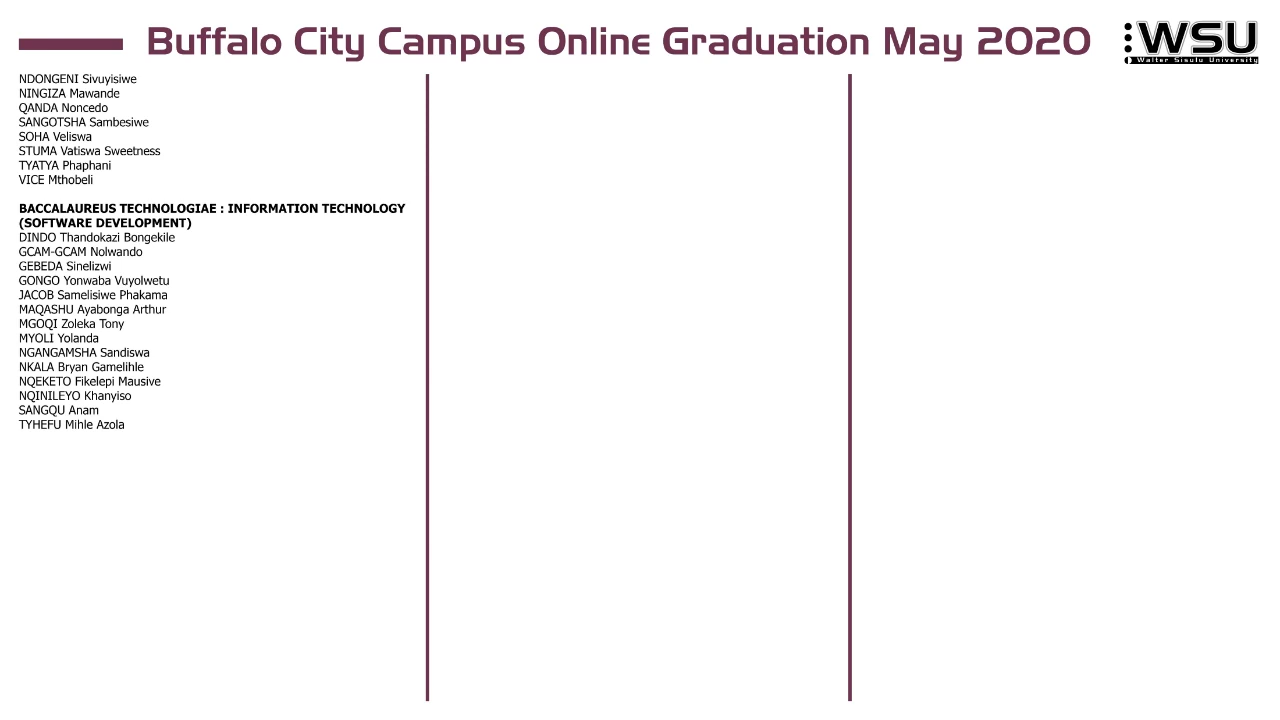 Buffalo City Campus Online Graduation May 2020
WSU
Walter Sisulu University
NDONGENI Sivuyisiwe
NINGIZA Mawande
QANDA Noncedo
SANGOTSHA Sambesiwe
SOHA Veliswa
STUMA Vatiswa Sweetness
TYATYA Phaphani
VICE Mthobeli
BACCALAUREUS TECHNOLOGIAE : INFORMATION TECHNOLOGY
(SOFTWARE DEVELOPMENT)
DINDO Thandokazi Bongekile
GCAM-GCAM Nolwando
GEBEDA Sinelizwi
GONGO Yonwaba Vuyolwetu
JACOB Samelisiwe Phakama
MAQASHU Ayabonga Arthur
MGOQI Zoleka Tony
MYOLI Yolanda
NGANGAMSHA Sandiswa
NKALA Bryan Gamelihle
NQEKETO Fikelepi Mausive
NQINILEYO Khanyiso
SANGQU Anam
TYHEFU Mihle Azola